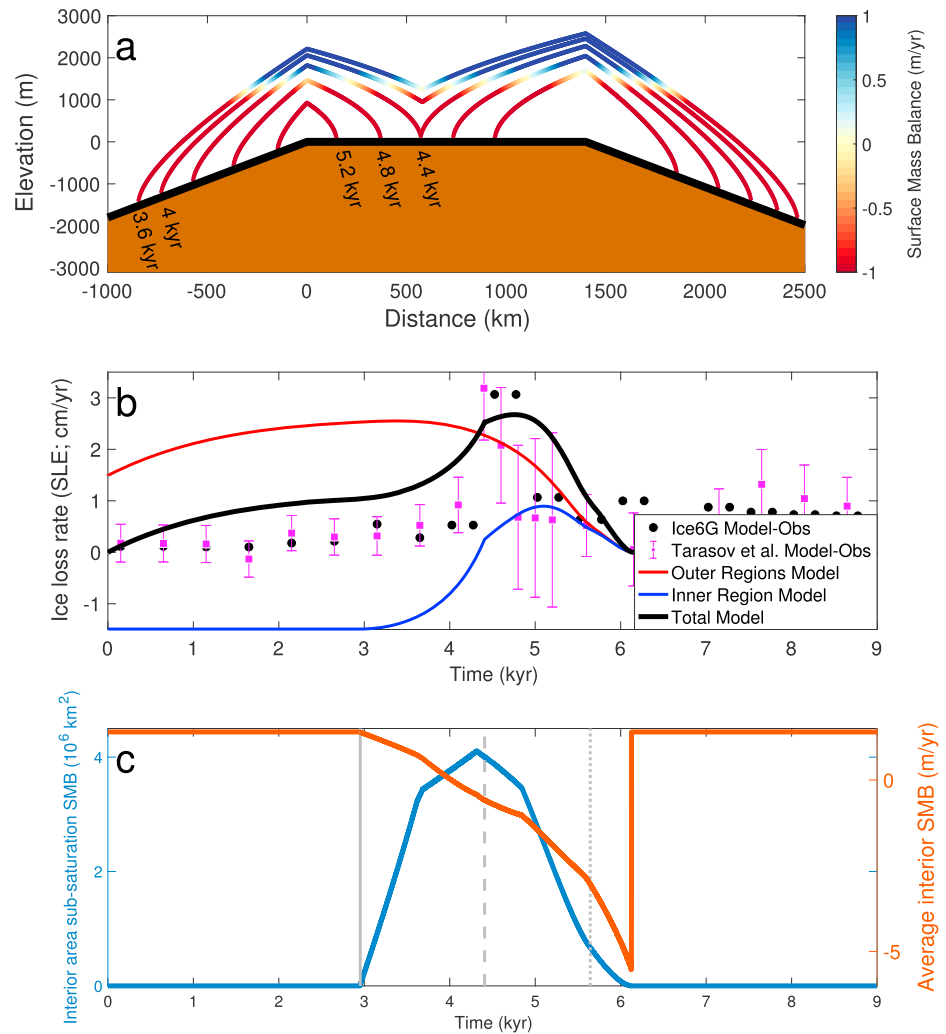 a
3000
2000
1000
0
-1000
-2000
-3000
Elevation (m)
3.6 kyr
4 kyr
5.2 kyr
4.8 kyr
4.4 kyr
-1000
-500
0
500
1000
1500
2000
2500
Distance (km)
1
0.5
0
-0.5
-1
Surface Mass Balance (m/yr)
b
3
2
1
0
-1
Ice loss rate (SLE; cm/yr)
Ice6G Model-Obs
Tarasov et al. Model-Obs
Outer Regions Model
Inner Region Model
Total Model
0
1
2
3
4
5
6
7
8
9
Time (kyr)
c
4
2
0
Interior area sub-saturation SMB (10⁶ km²)
0
-5
Average interior SMB (m/yr)
0
1
2
3
4
5
6
7
8
9
Time (kyr)